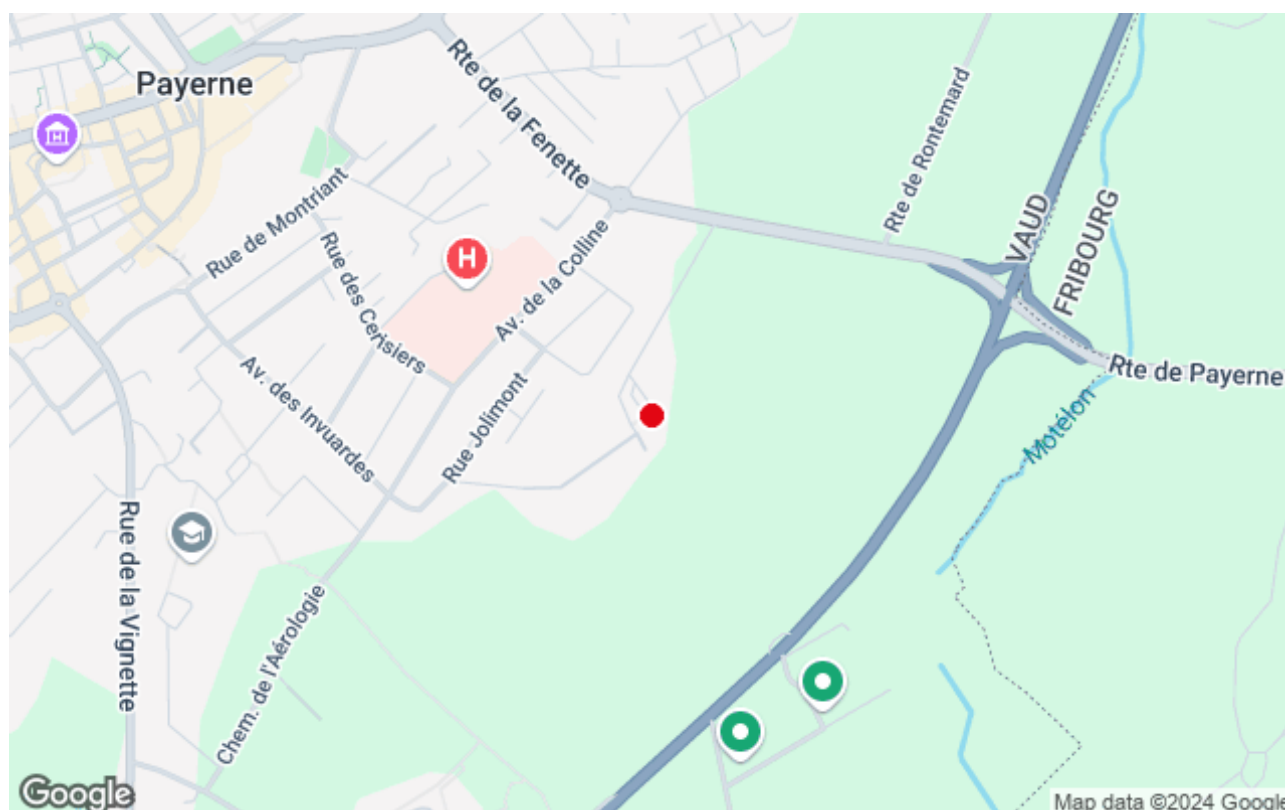 Payerne
Rte de la Fenette
Rte de Rontemard
VAUD
FRIBOURG
Rue de Montriant
H
Rue des Cerisiers
Av. de la Colline
Rte de Payerne
Av. des Invuardes
Rue Jolimont
Motélon
Rue de la Vignette
Chem. de l'Aérologie
Google
Map data ©2024 Google